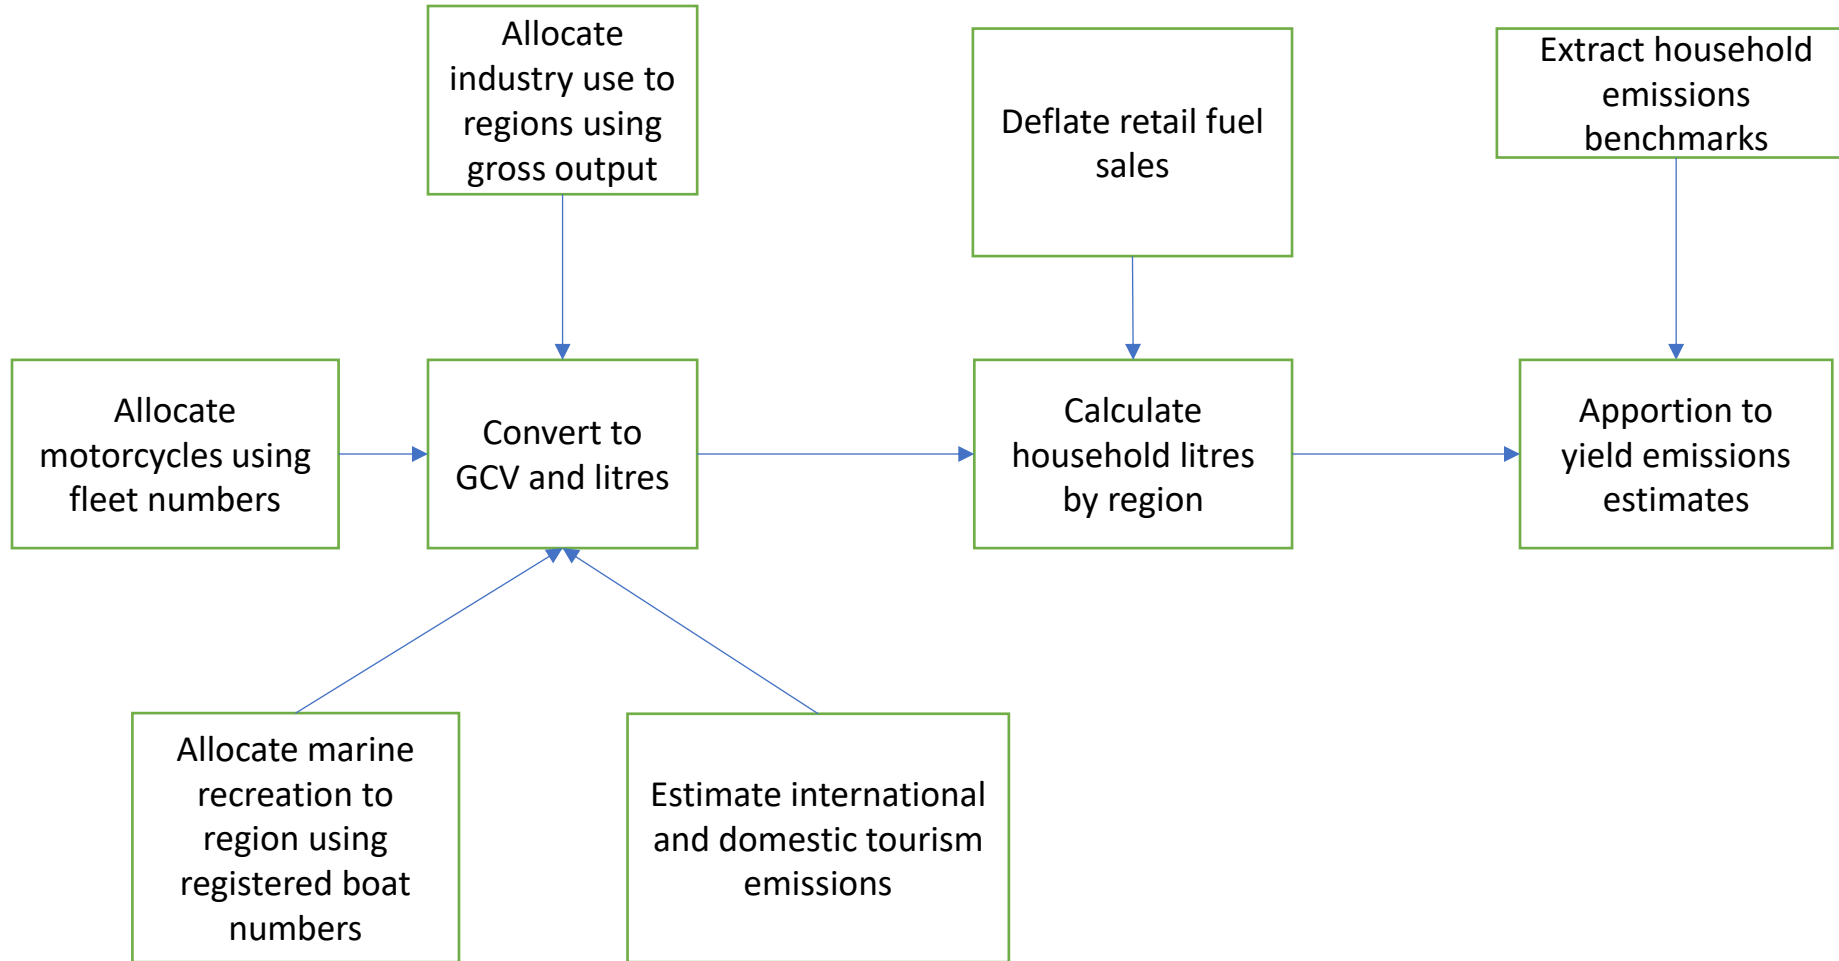 Allocate
industry use to
regions using
gross output
Deflate retail fuel
sales
Extract household
emissions
benchmarks
Allocate
motorcycles using
fleet numbers
Convert to
GCV and litres
Calculate
household litres
by region
Apportion to
yield emissions
estimates
Allocate marine
recreation to
region using
registered boat
numbers
Estimate international
and domestic tourism
emissions